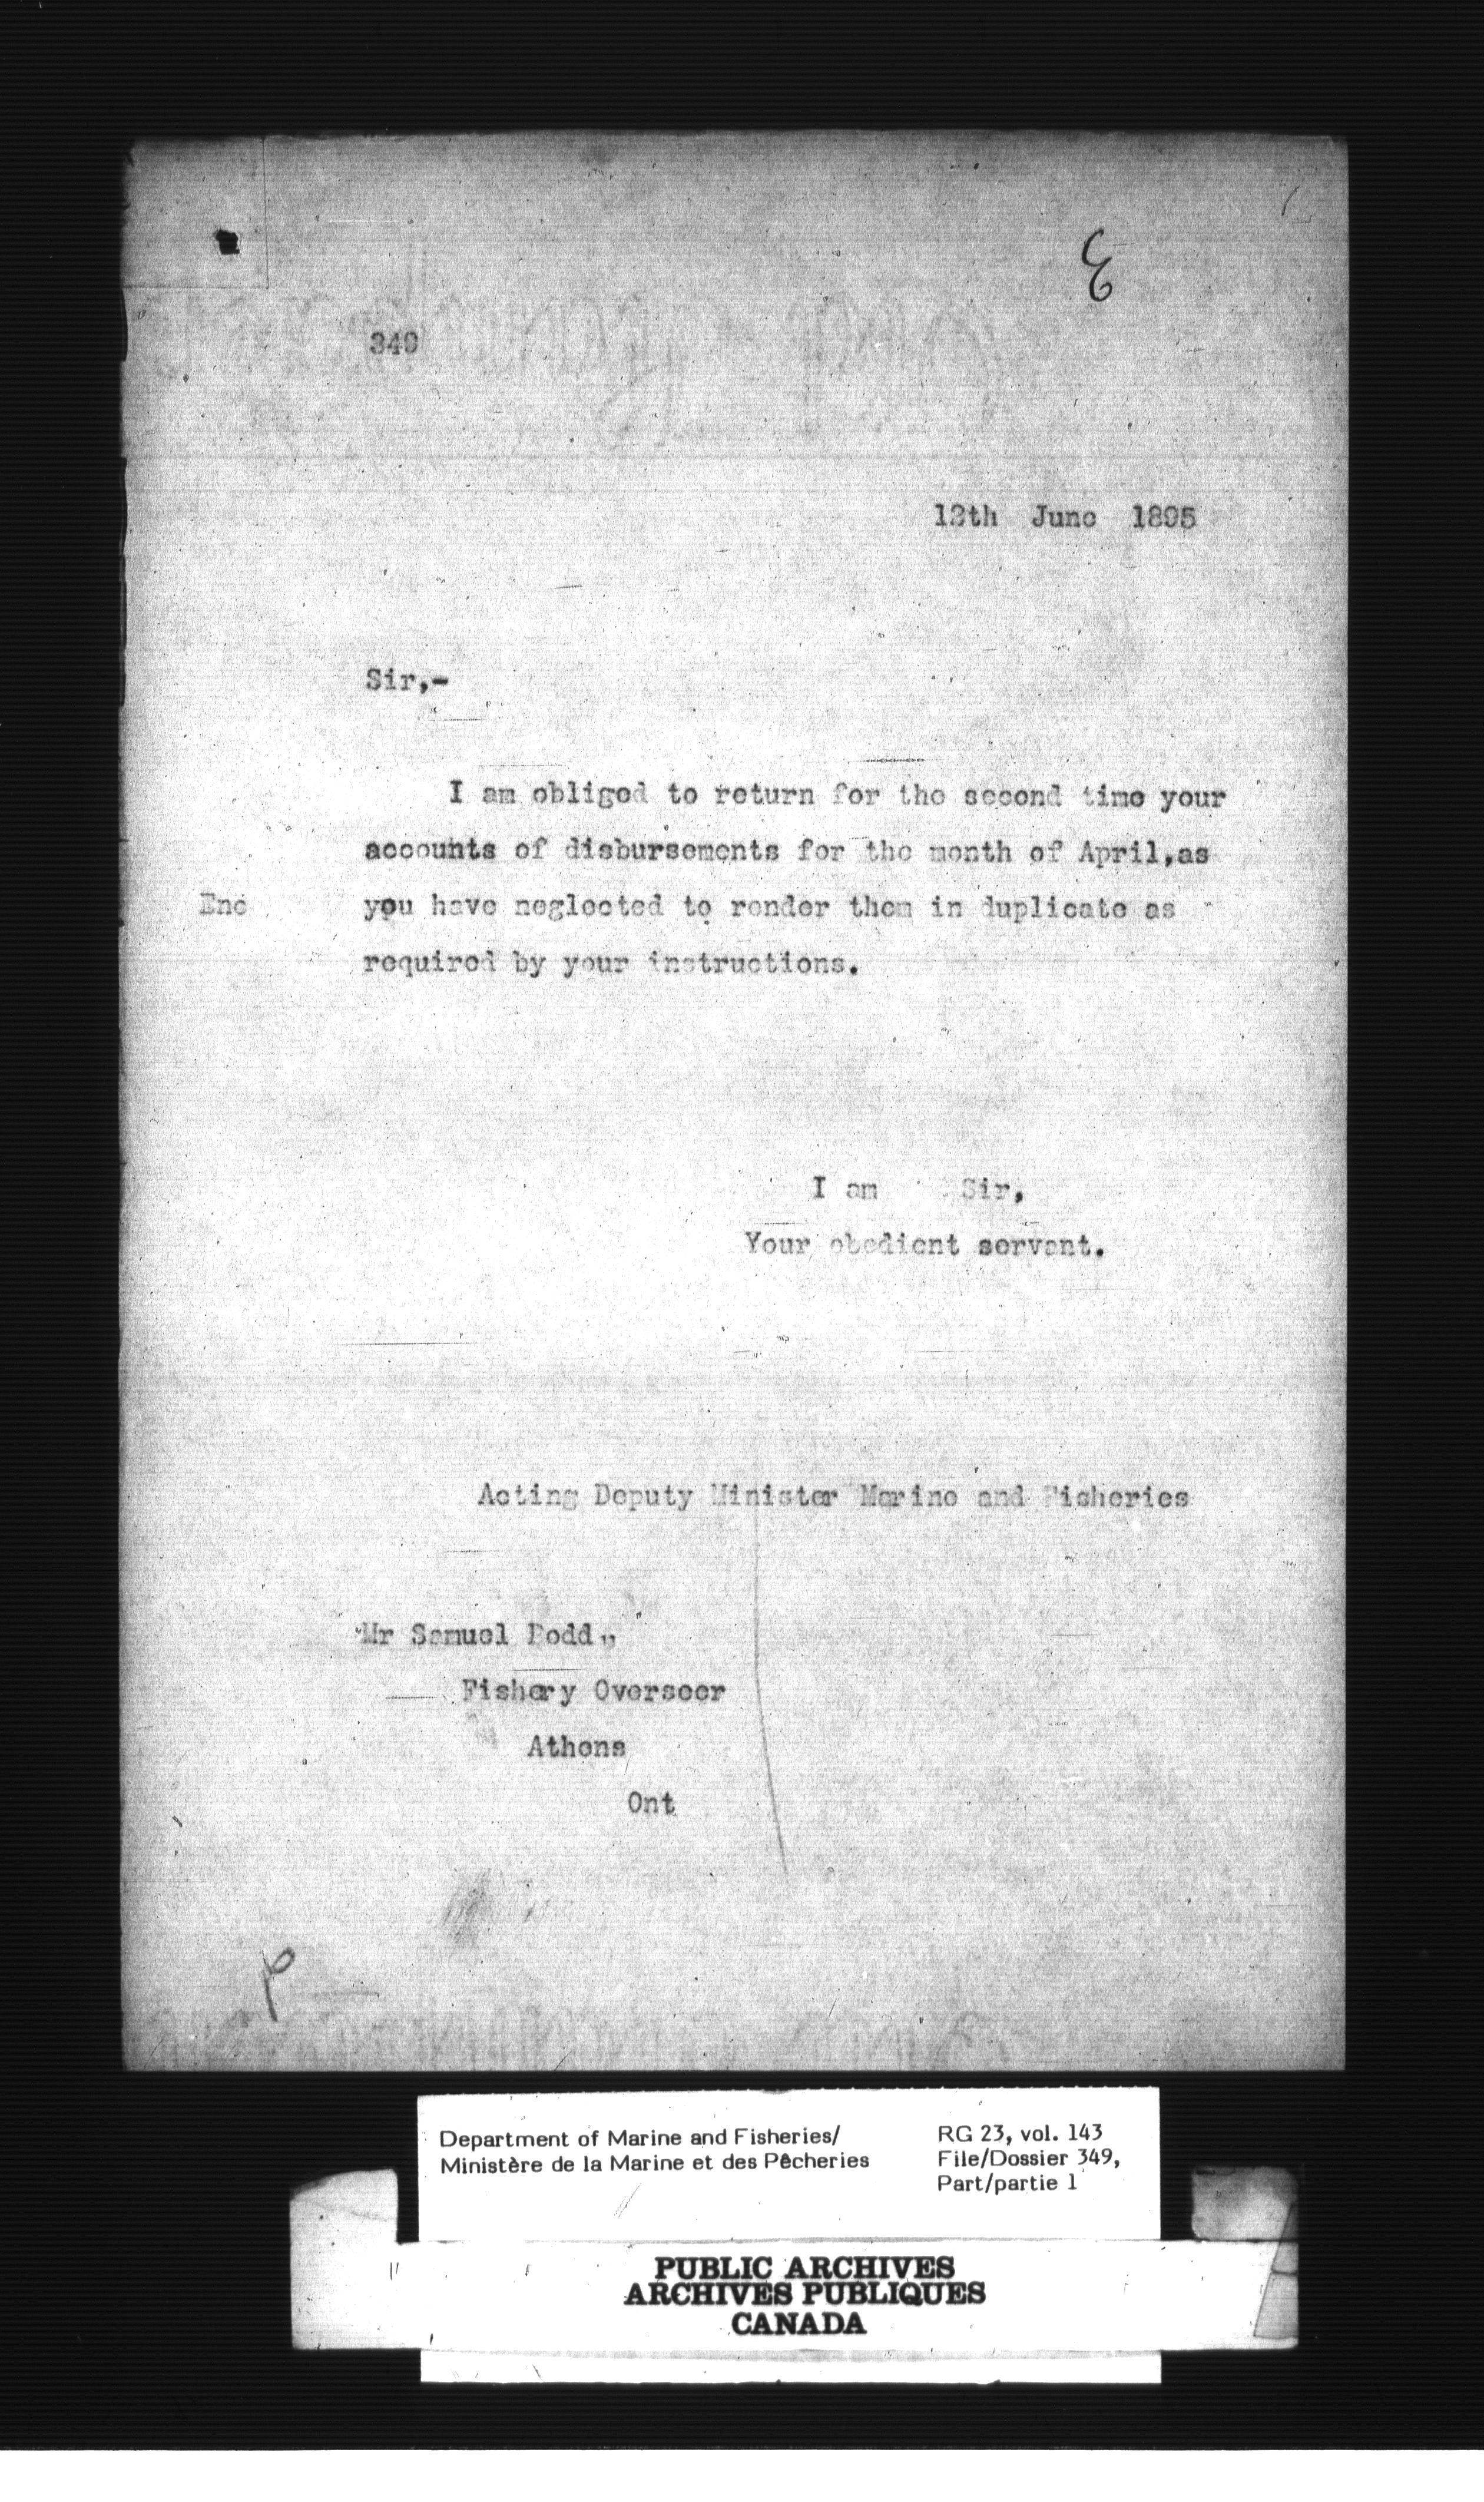 349
June 1895
Sir,-
I am obliged to return for the second time your
accounts of disbursements for the month of April,as
Enc you have neglected to render them in duplicate as
required by your instructions.
I am Sir,
Your obedient servant.
Acting Deputy Minister Marine and Fisheries
Mr Samuel Dodd,,
Fishery Overseer
Athens
Ont
Department of Marine and Fisheries/
Ministère de la Marine et des Pêcheries
RG 23, vol. 143
File/Dossier 349,
Part/partie 1
PUBLIC ARCHIVES
ARCHIVES PUBLIQUES
CANADA